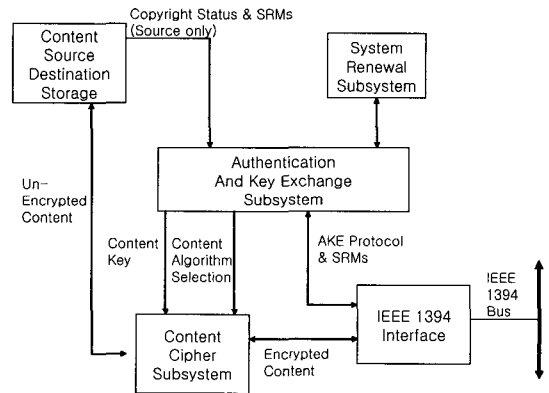 Copyright Status & SRMs
(Source only)
Content
Source
Destination
Storage
System
Renewal
Subsystem
Authentication
And Key Exchange
Subsystem
Un-
Encrypted
Content
Content
Key
Content
Algorithm
Selection
AKE Protocol
& SRMs
IEEE
1394
Bus
IEEE 1394
Interface
Content
Cipher
Subsystem
Encrypted
Content